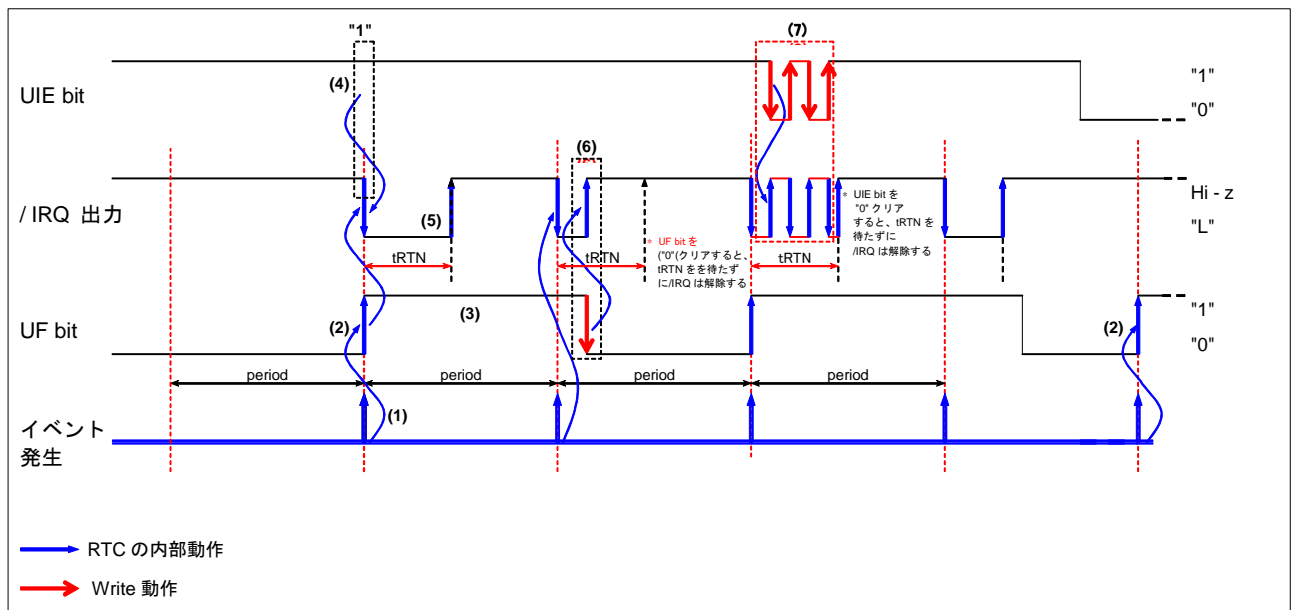 "1"
(7)
UIE bit
(4)
"1"
"0"
(6)
/ IRQ 出力
(5)
Hi - z
"L"
* UIE bit を
"0" クリア
すると、tRTN を
待たずに
/IRQ は解除する
* UF bit を
("0"(クリアすると、
tRTN をを待たず
に/IRQ は解除する
tRTN
tRTN
tRTN
UF bit
(2)
(3)
(2)
"1"
"0"
period
period
period
period
(1)
イベント
発生
RTC の内部動作
Write 動作